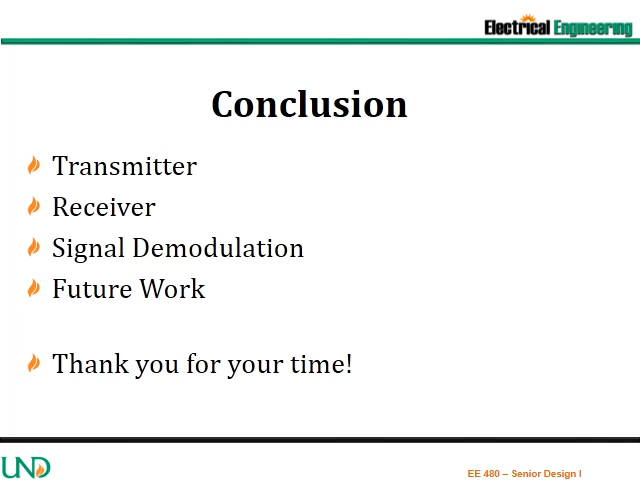 Electrical Engineering
Conclusion
Transmitter
Receiver
Signal Demodulation
Future Work
Thank you for your time!
UND
EE 480 – Senior Design I